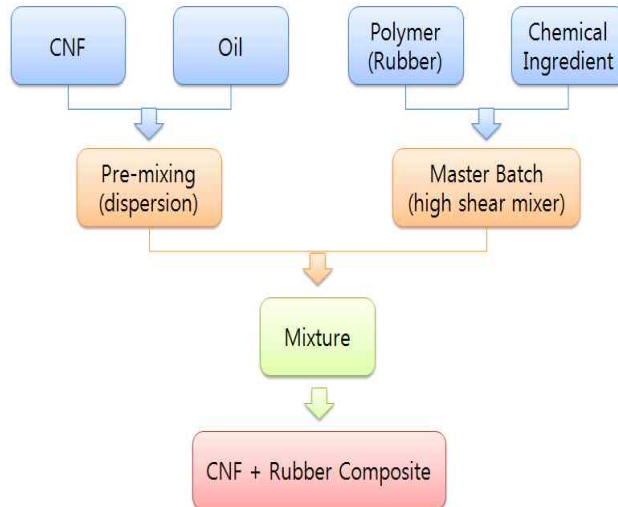 CNF
Oil
Polymer
(Rubber)
Chemical
Ingredient
Pre-mixing
(dispersion)
Master Batch
(high shear mixer)
Mixture
CNF + Rubber Composite